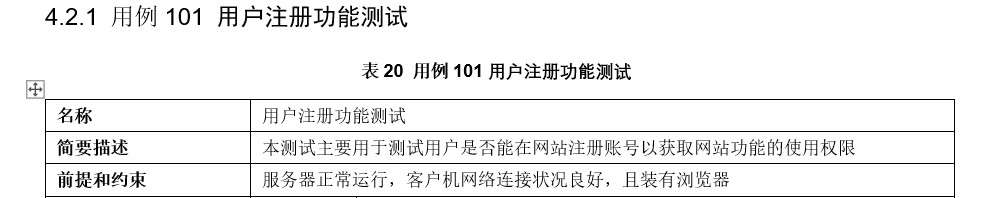 4.2.1 用例 101 用户注册功能测试
表 20 用例 101 用户注册功能测试
名称 用户注册功能测试
简要描述 本测试主要用于测试用户是否能在网站注册账号以获取网站功能的使用权限
前提和约束 服务器正常运行，客户机网络连接状况良好，且装有浏览器